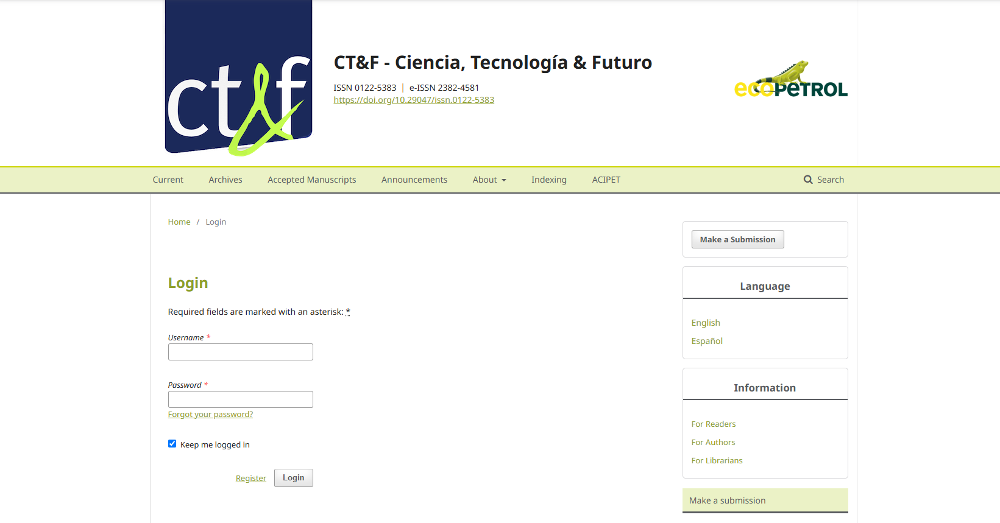 ct&f
CT&F - Ciencia, Tecnología & Futuro
ISSN 0122-5383 | e-ISSN 2382-4581
https://doi.org/10.29047/issn.0122-5383
ecoPETROL
Current Archives Accepted Manuscripts Announcements About Indexing ACIPET Search
Home / Login
Login
Required fields are marked with an asterisk: *
Username *
Password *
Forgot your password?
Keep me logged in
Register Login
Make a Submission
Language
English
Español
Information
For Readers
For Authors
For Librarians
Make a submission